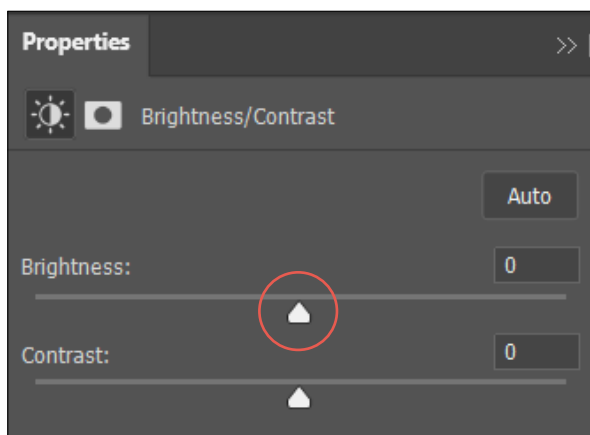 Properties
Brightness/Contrast
Auto
Brightness: 0
Contrast: 0